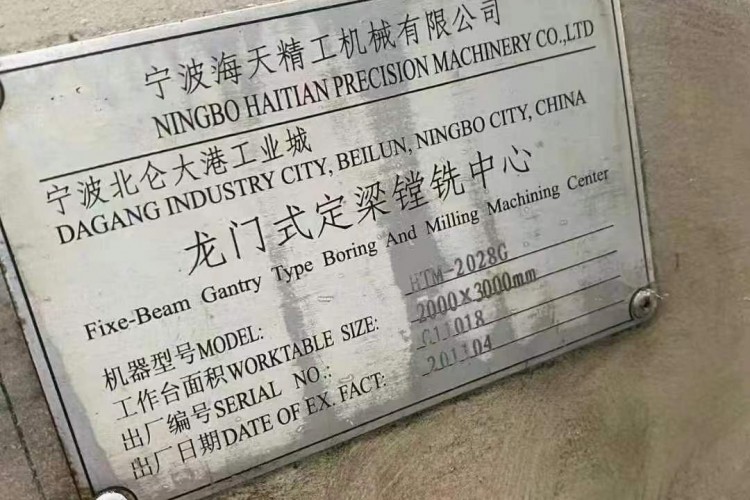 宁波海天精工机械有限公司
NINGBO HAITIAN PRECISION MACHINERY CO.,LTD
宁波北仑大港工业城
DAGANG INDUSTRY CITY, BEILUN, NINGBO CITY, CHINA
龙门式定梁镗铣中心
Fixe-Beam Gantry Type Boring And Milling Machining Center
机器型号MODEL: HTM-2028G
工作台面积WORKTABLE SIZE: 2000×3000mm
出厂编号SERIAL NO.: C11018
出厂日期DATE OF EX. FACT: 201104